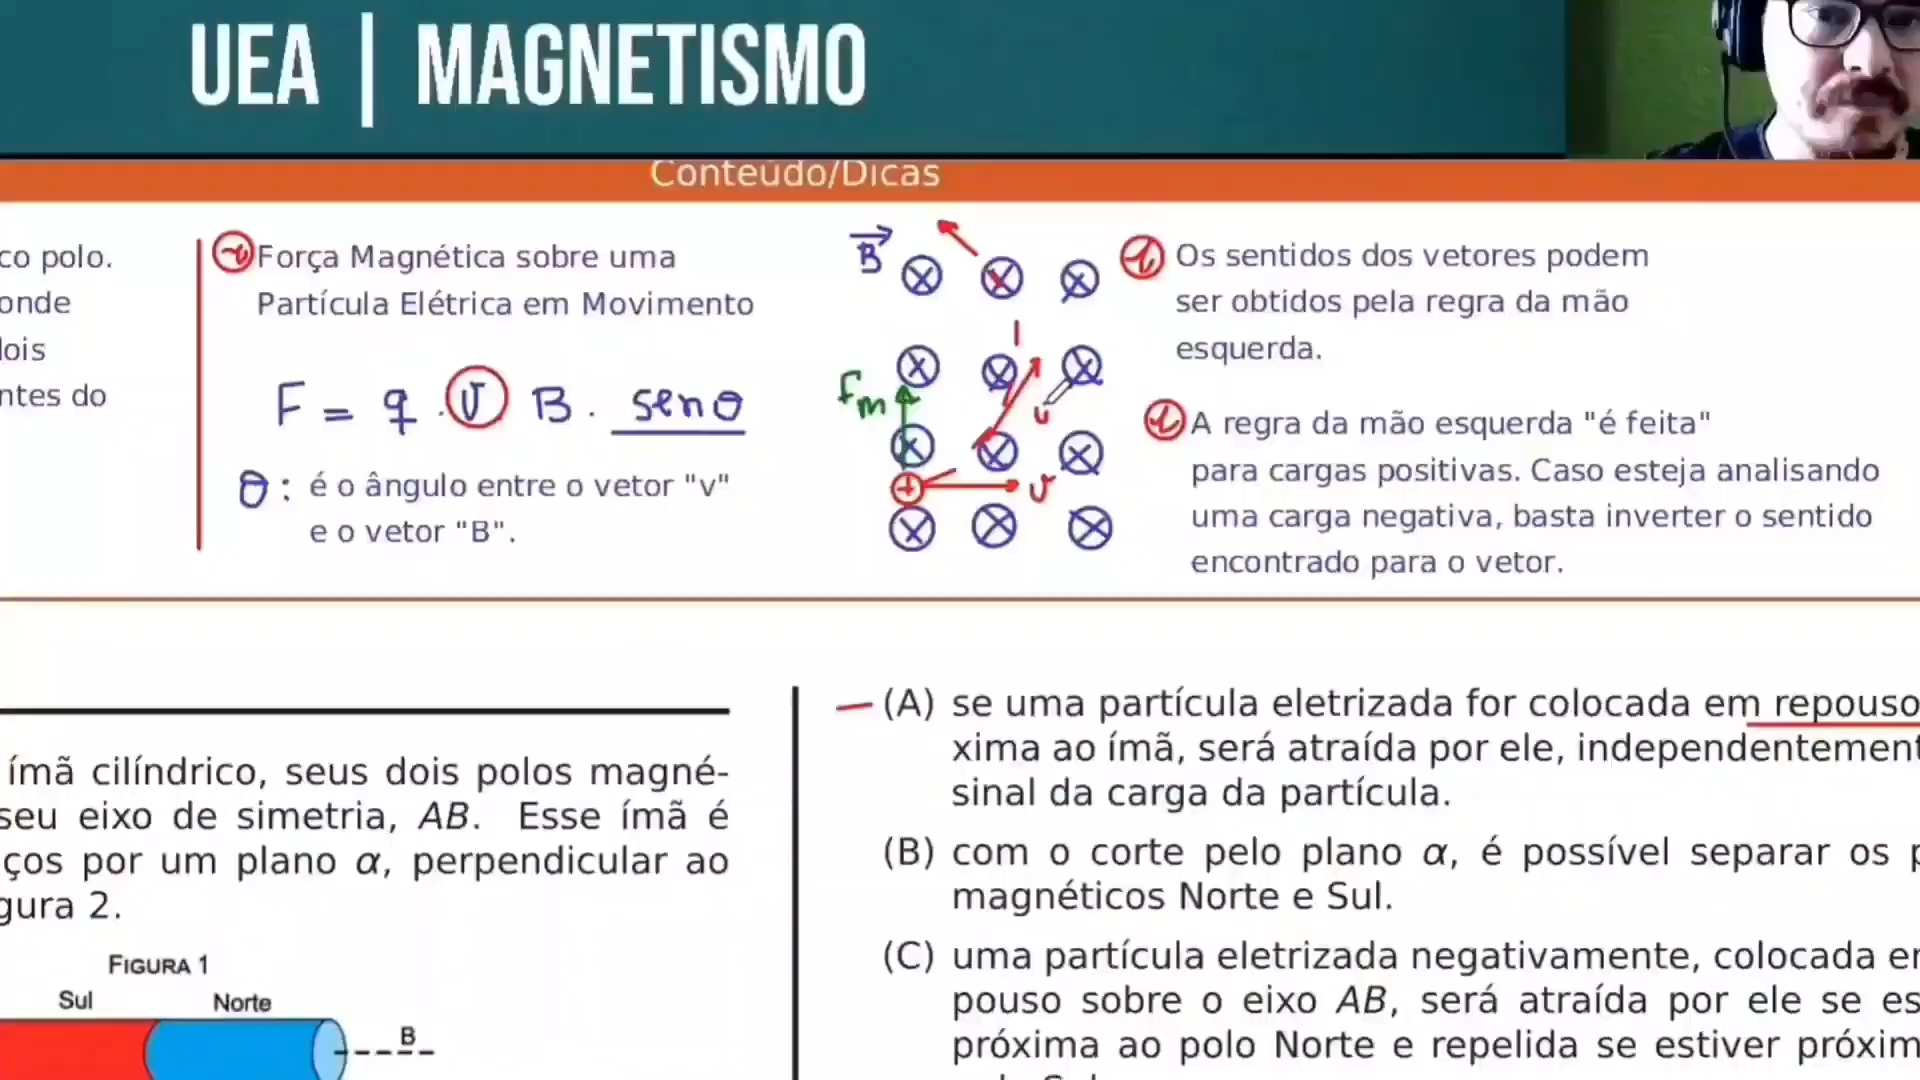 UEA | MAGNETISMO
Conteúdo/Dicas
co polo.
onde
dois
ntes do
Força Magnética sobre uma
Partícula Elétrica em Movimento
F = q . v B . senθ
θ : é o ângulo entre o vetor "v"
e o vetor "B".
B
Fm
v
v
Os sentidos dos vetores podem
ser obtidos pela regra da mão
esquerda.
A regra da mão esquerda "é feita"
para cargas positivas. Caso esteja analisando
uma carga negativa, basta inverter o sentido
encontrado para o vetor.
ímã cilíndrico, seus dois polos magné-
seu eixo de simetria, AB. Esse ímã é
ços por um plano α, perpendicular ao
gura 2.
FIGURA 1
Sul Norte
B
(A) se uma partícula eletrizada for colocada em repouso
xima ao ímã, será atraída por ele, independentement
sinal da carga da partícula.
(B) com o corte pelo plano α, é possível separar os p
magnéticos Norte e Sul.
(C) uma partícula eletrizada negativamente, colocada er
pouso sobre o eixo AB, será atraída por ele se es
próxima ao polo Norte e repelida se estiver próxim